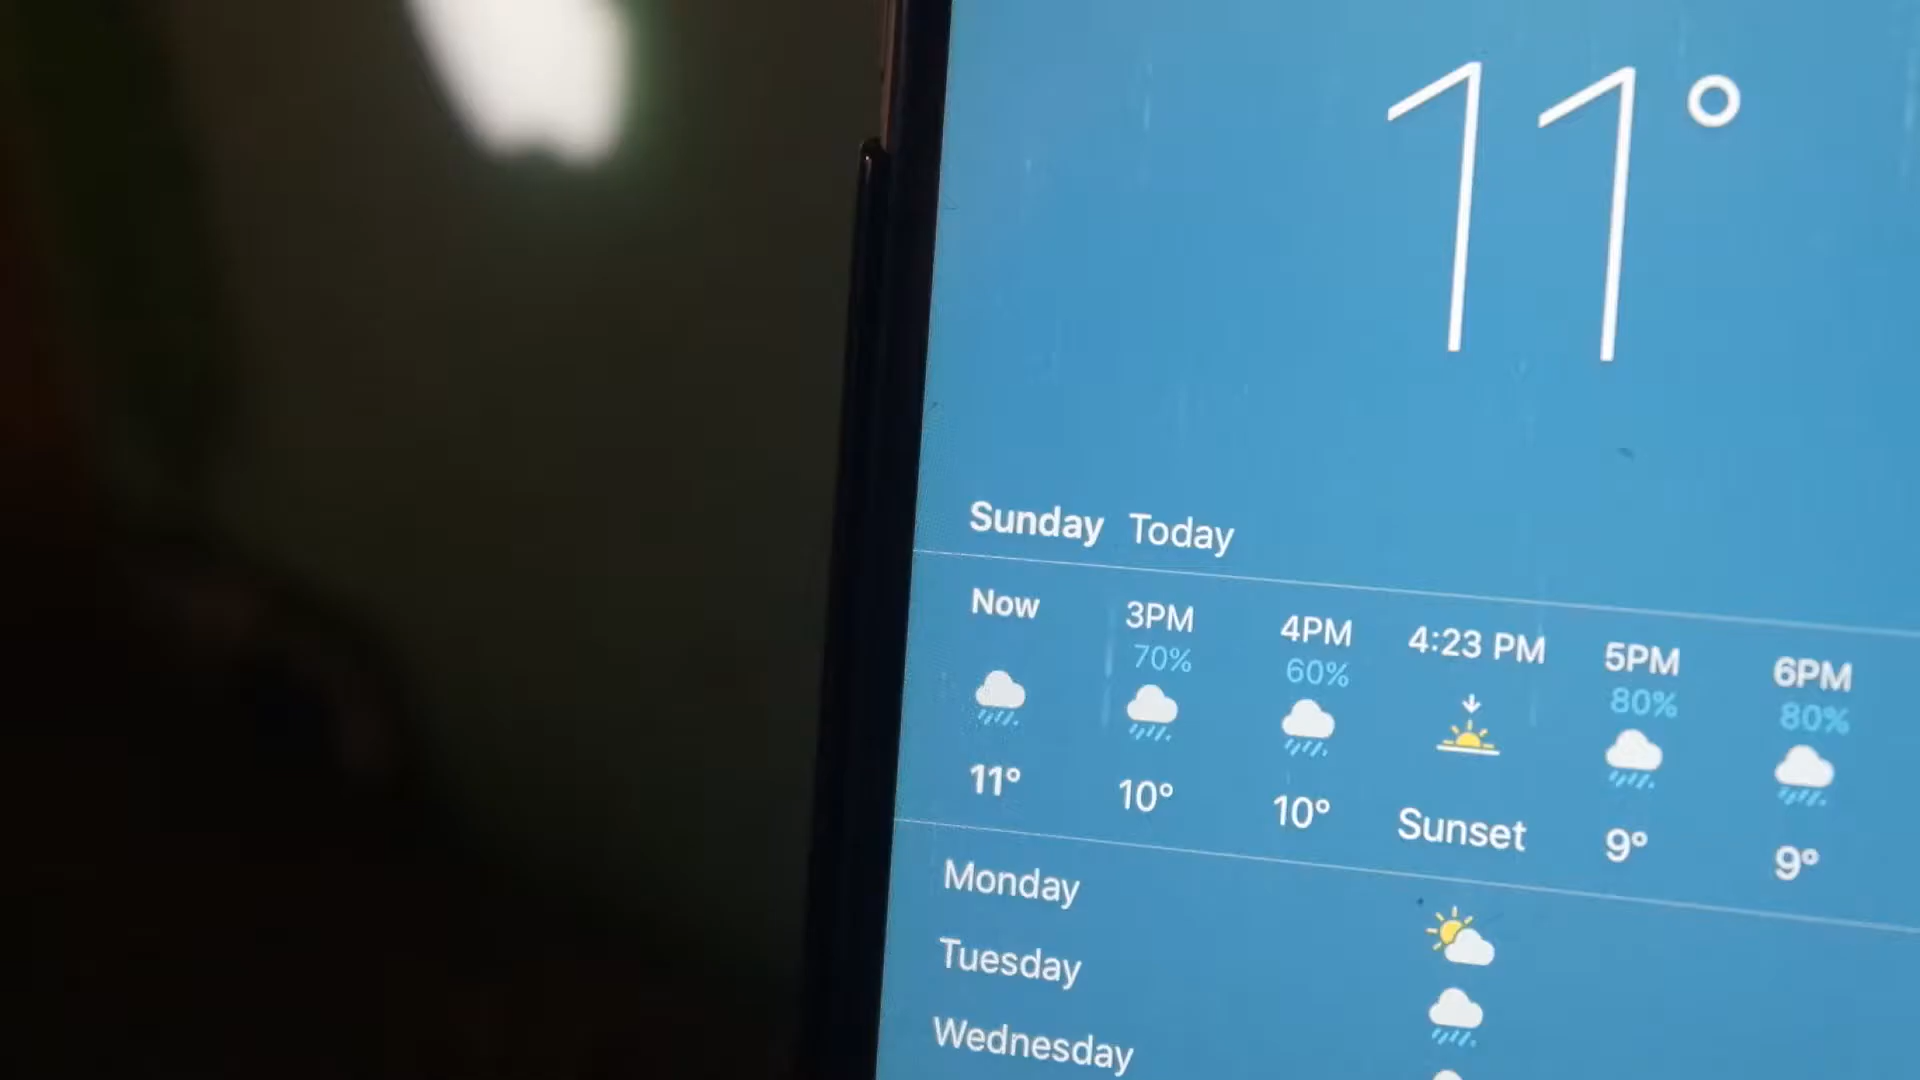 11°
Sunday Today
Now 3PM 4PM 4:23 PM 5PM 6PM
70% 60% 80% 80%
11° 10° 10° Sunset 9° 9°
Monday
Tuesday
Wednesday